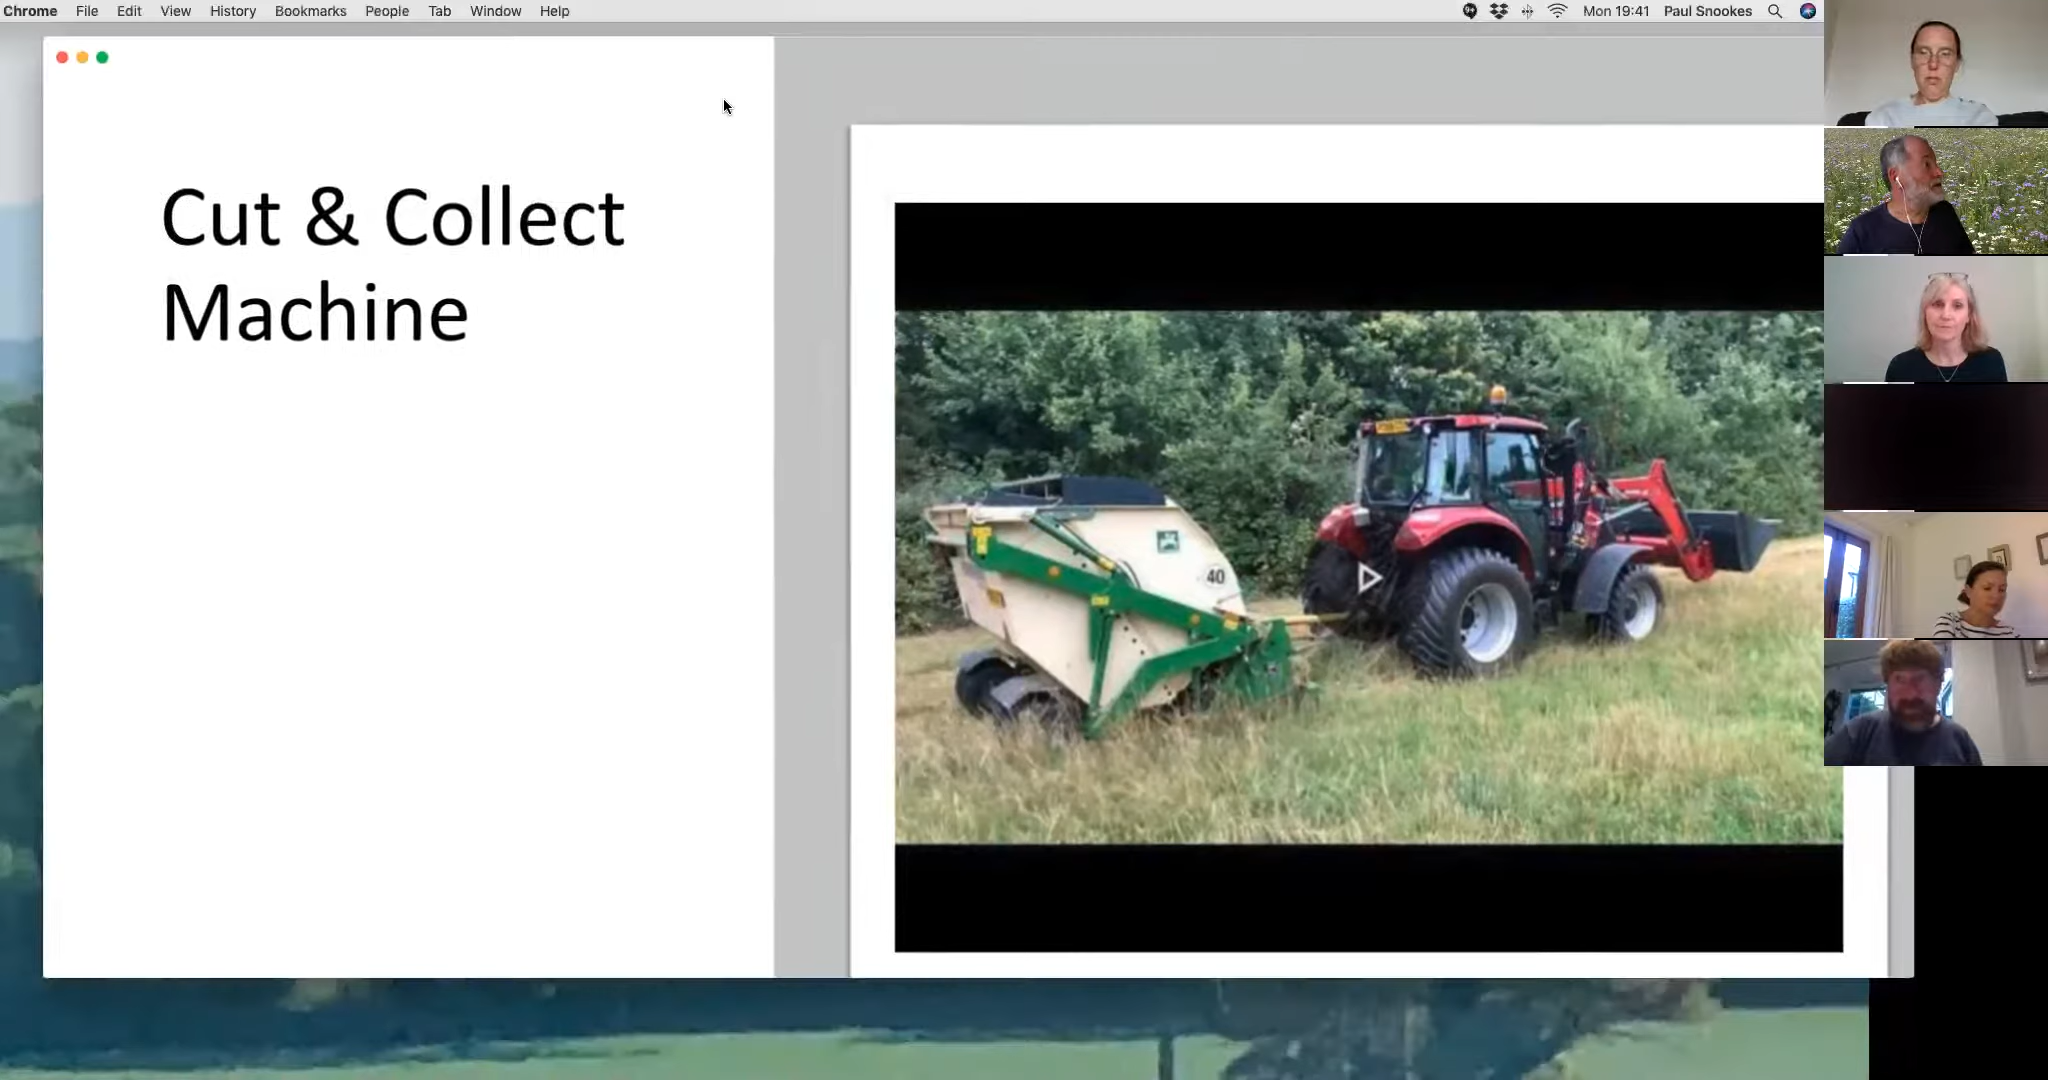 Chrome File Edit View History Bookmarks People Tab Window Help
Mon 19:41 Paul Snookes
Cut & Collect
Machine
40